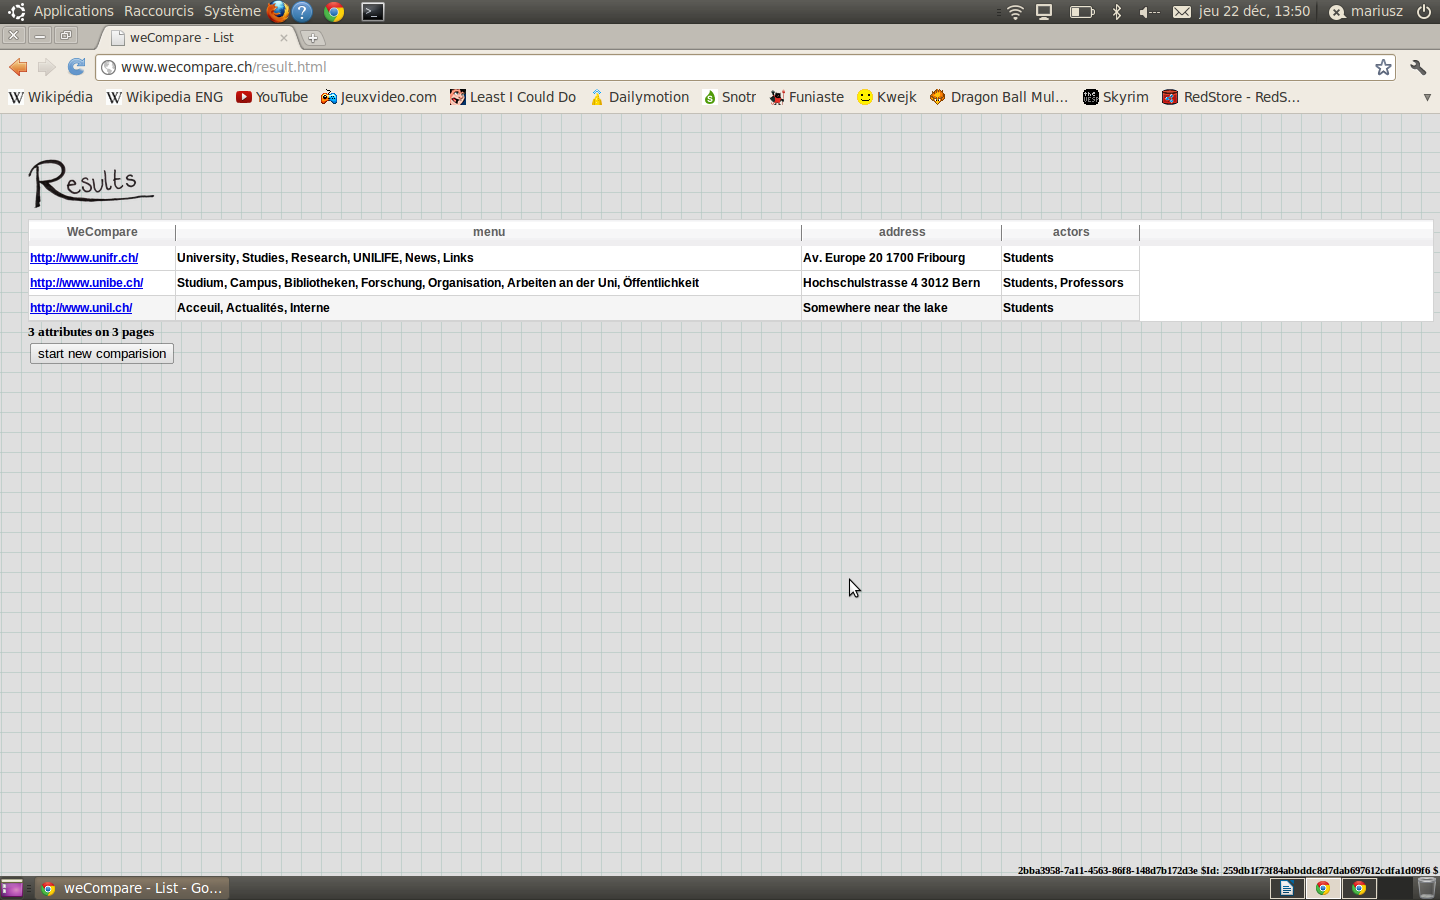 Applications Raccourcis Système jeu 22 déc, 13:50 mariusz
weCompare - List
www.wecompare.ch/result.html
Wikipédia Wikipedia ENG YouTube Jeuxvideo.com Least I Could Do Dailymotion Snotr Funiaste Kwejk Dragon Ball Mul... Skyrim RedStore - RedS...
Results
WeCompare menu address actors
http://www.unifr.ch/ University, Studies, Research, UNILIFE, News, Links Av. Europe 20 1700 Fribourg Students
http://www.unibe.ch/ Studium, Campus, Bibliotheken, Forschung, Organisation, Arbeiten an der Uni, Öffentlichkeit Hochschulstrasse 4 3012 Bern Students, Professors
http://www.unil.ch/ Acceuil, Actualités, Interne Somewhere near the lake Students
3 attributes on 3 pages
start new comparision
2bba3958-7a11-4563-86f8-148d7b172d3e $Id: 259db1f73f84abbddc8d7dab697612cdfa1d09f6 $
weCompare - List - Go...